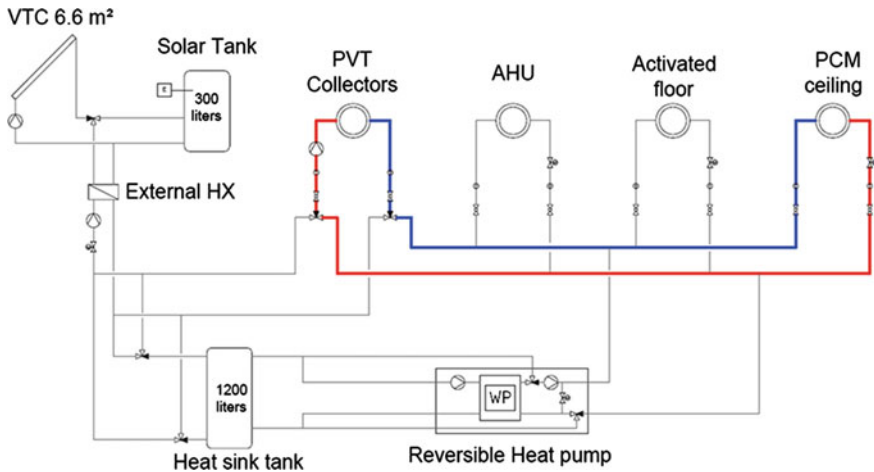 VTC 6.6 m²
Solar Tank
300
liters
External HX
PVT
Collectors
AHU
Activated
floor
PCM
ceiling
1200
liters
Heat sink tank
WP
Reversible Heat pump